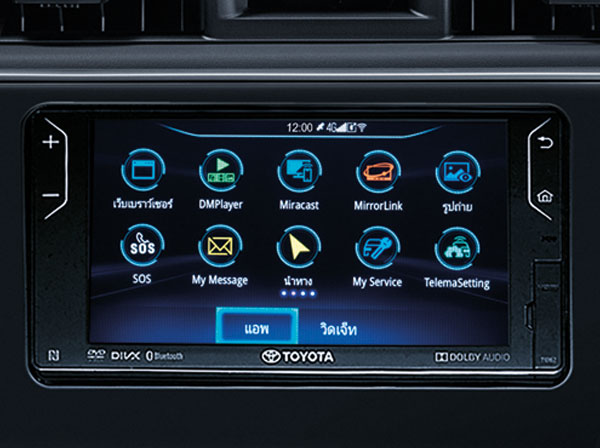 12:00 4G
เว็บเบราว์เซอร์ DMPlayer Miracast MirrorLink รูปถ่าย
SOS
SOS My Message นำทาง My Service TelemaSetting
แอพ วิดเจ็ท
DVD DIVX Bluetooth TOYOTA DOLBY AUDIO